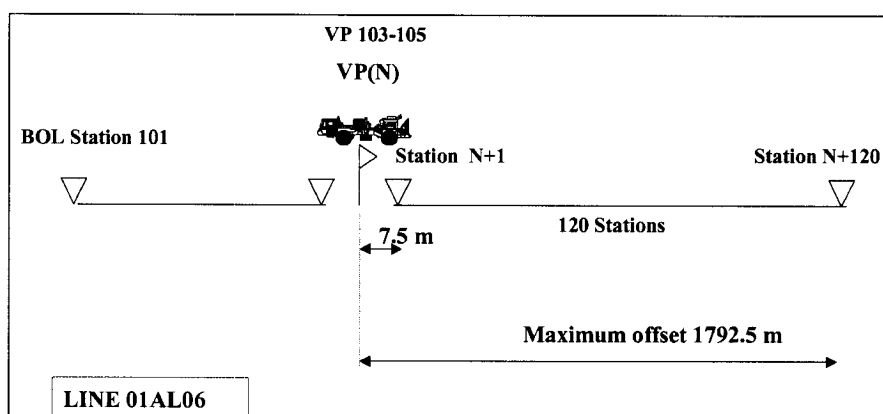 VP 103-105
VP(N)
BOL Station 101
Station N+1
Station N+120
120 Stations
7.5 m
Maximum offset 1792.5 m
LINE 01AL06